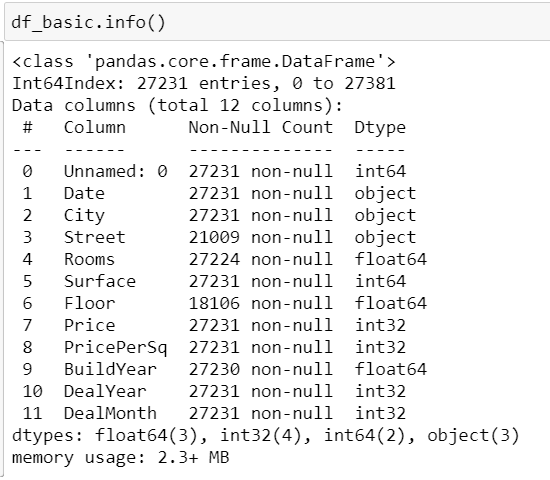 df_basic.info()
<class 'pandas.core.frame.DataFrame'>
Int64Index: 27231 entries, 0 to 27381
Data columns (total 12 columns):
 #   Column      Non-Null Count  Dtype
---  ------      --------------  -----
 0   Unnamed: 0  27231 non-null  int64
 1   Date        27231 non-null  object
 2   City        27231 non-null  object
 3   Street      21009 non-null  object
 4   Rooms       27224 non-null  float64
 5   Surface     27231 non-null  int64
 6   Floor       18106 non-null  float64
 7   Price       27231 non-null  int32
 8   PricePerSq  27231 non-null  int32
 9   BuildYear   27230 non-null  float64
 10  DealYear    27231 non-null  int32
 11  DealMonth   27231 non-null  int32
dtypes: float64(3), int32(4), int64(2), object(3)
memory usage: 2.3+ MB